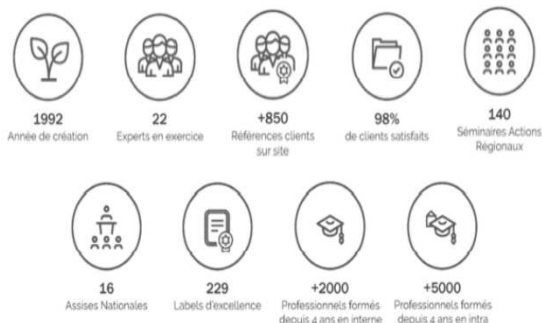 1992
Année de création
22
Experts en exercice
+850
Références clients
sur site
98%
de clients satisfaits
140
Séminaires Actions
Régionaux
16
Assises Nationales
229
Labels d'excellence
+2000
Professionnels formés
depuis 4 ans en interne
+5000
Professionnels formés
depuis 4 ans en intra